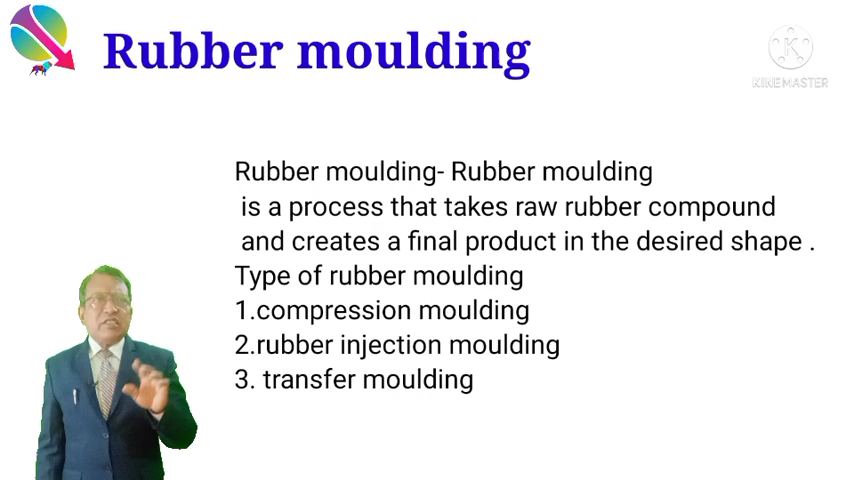 Rubber moulding
KINEMASTER
Rubber moulding- Rubber moulding
is a process that takes raw rubber compound
and creates a final product in the desired shape .
Type of rubber moulding
1.compression moulding
2.rubber injection moulding
3. transfer moulding